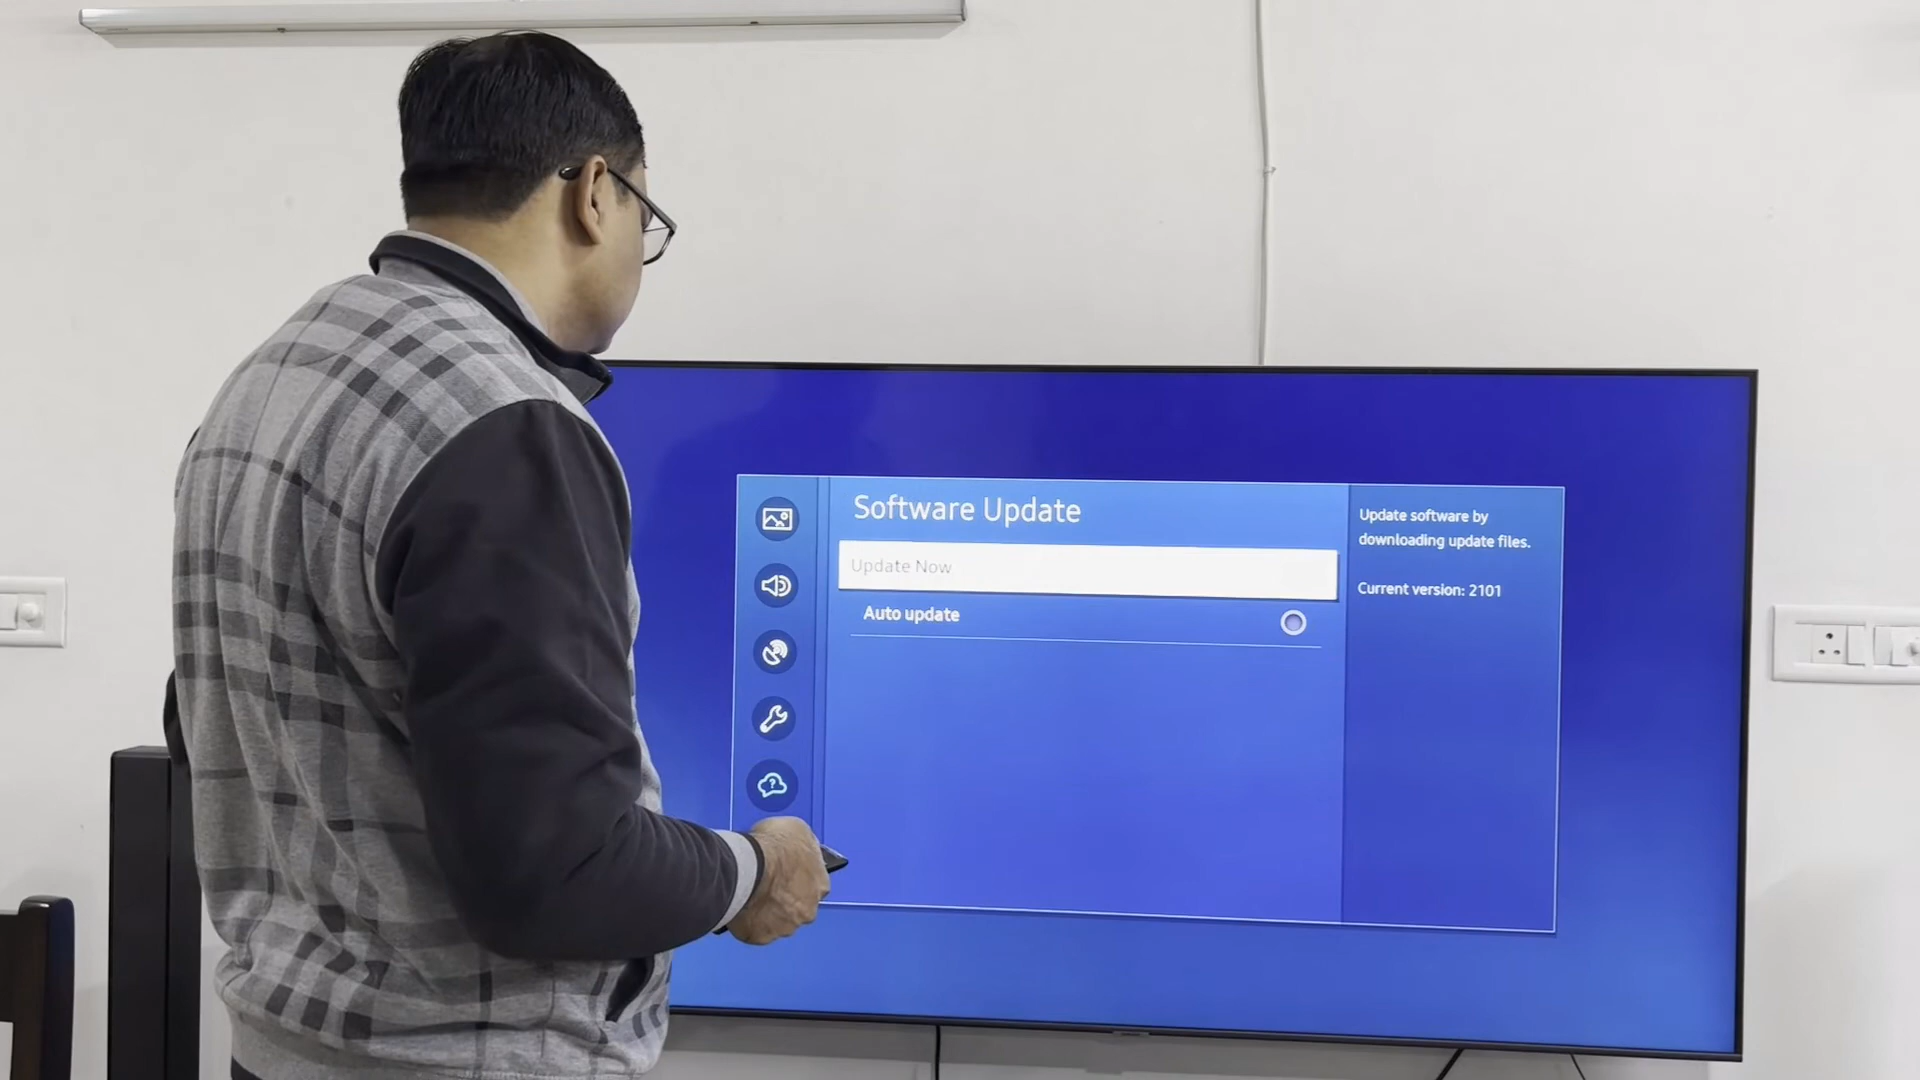 Software Update
Update Now
Auto update
Update software by
downloading update files.
Current version: 2101